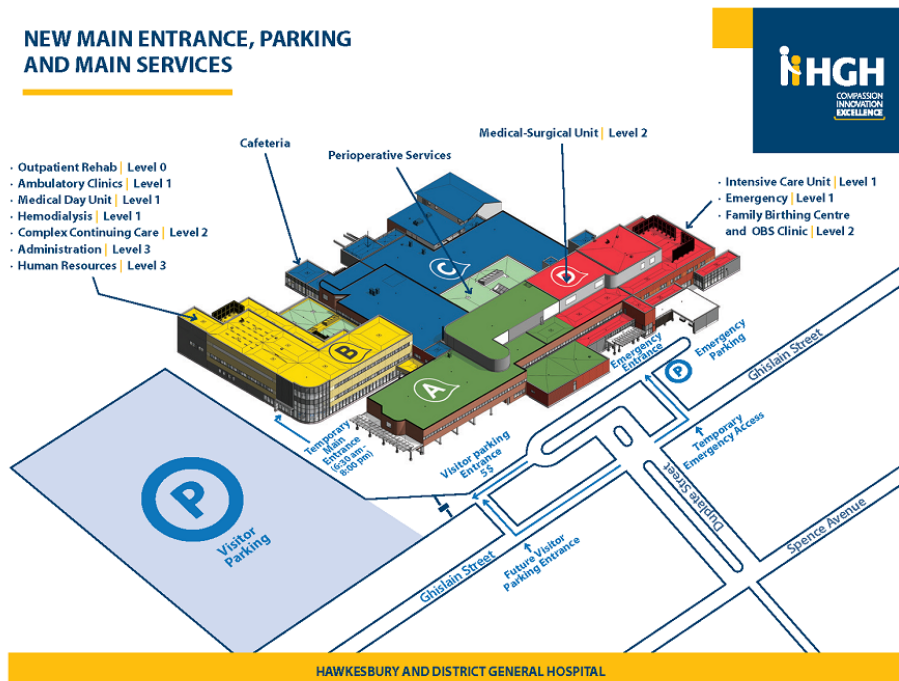 NEW MAIN ENTRANCE, PARKING
AND MAIN SERVICES
HGH
COMPASSION
INNOVATION
EXCELLENCE
Medical-Surgical Unit | Level 2
Cafeteria
Perioperative Services
· Outpatient Rehab | Level 0
· Ambulatory Clinics | Level 1
· Medical Day Unit | Level 1
· Hemodialysis | Level 1
· Complex Continuing Care | Level 2
· Administration | Level 3
· Human Resources | Level 3
· Intensive Care Unit | Level 1
· Emergency | Level 1
· Family Birthing Centre
and OBS Clinic | Level 2
C
D
B
A
Emergency
Entrance
P
Emergency
Parking
Ghislain Street
Temporary
Main
Entrance
(6:30 am -
8:00 pm)
Visitor parking
Entrance
5 $
Temporary
Emergency Access
Duplate Street
Spence Avenue
P
Visitor
Parking
Ghislain Street
Future Visitor
Parking Entrance
HAWKESBURY AND DISTRICT GENERAL HOSPITAL